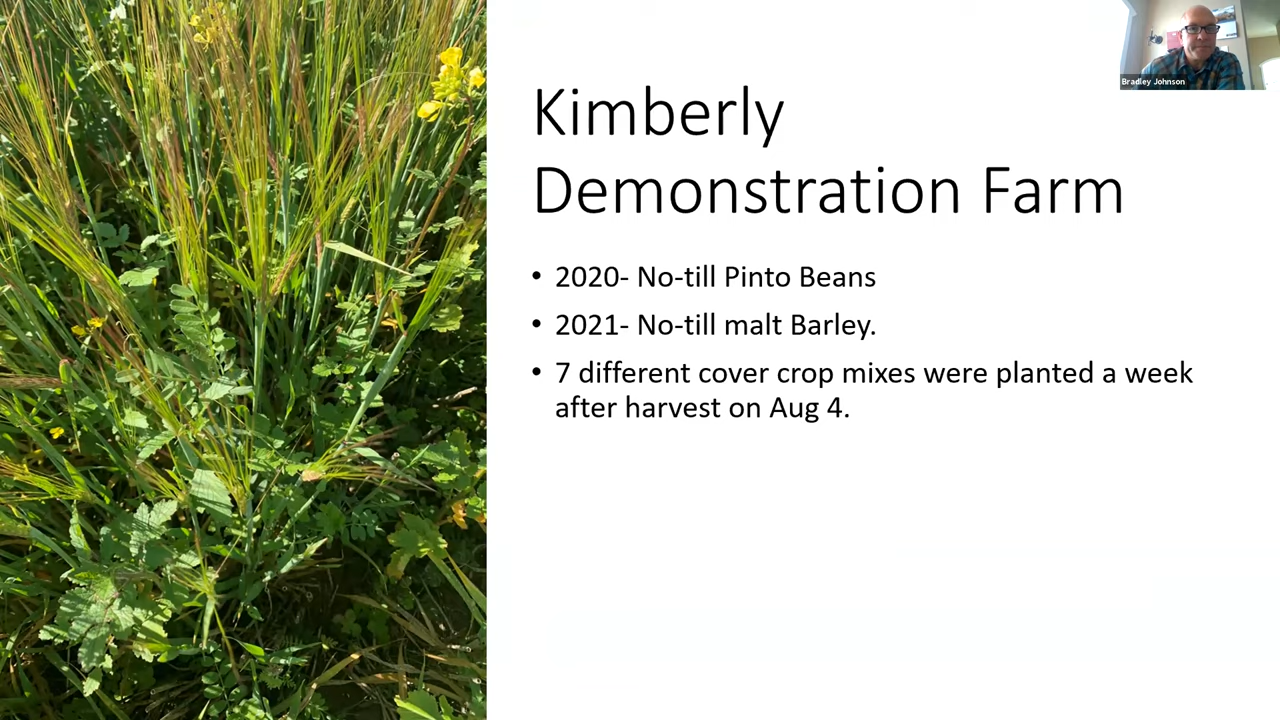 Bradley Johnson
Kimberly
Demonstration Farm
• 2020- No-till Pinto Beans
• 2021- No-till malt Barley.
• 7 different cover crop mixes were planted a week
after harvest on Aug 4.